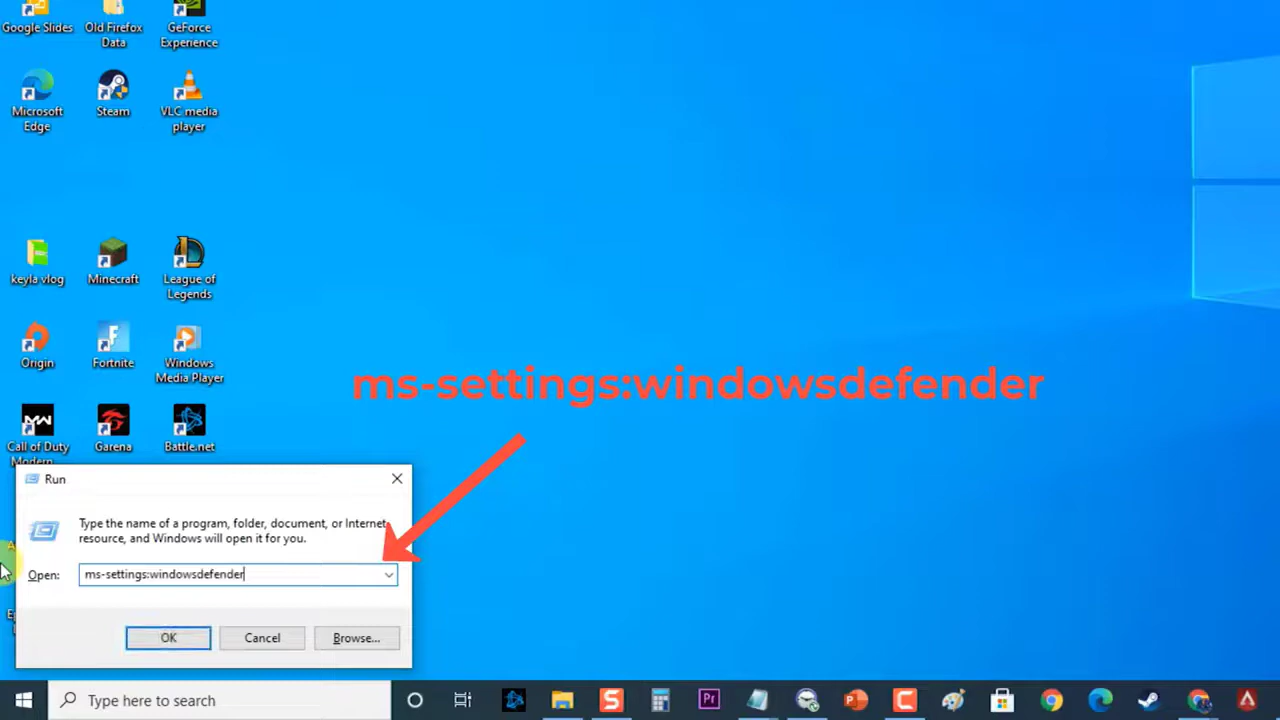 Google Slides
Old Firefox
Data
GeForce
Experience
Microsoft
Edge
Steam
VLC media
player
keyla vlog
Minecraft
League of
Legends
Origin
Fortnite
Windows
Media Player
ms-settings:windowsdefender
Call of Duty
Modern
Garena
Battle.net
Run
Type the name of a program, folder, document, or Internet
resource, and Windows will open it for you.
Open:
ms-settings:windowsdefender
OK
Cancel
Browse...
Type here to search